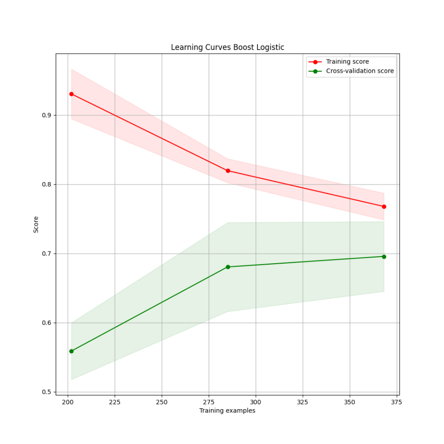 Learning Curves Boost Logistic
Training score
Cross-validation score
Score
0.9
0.8
0.7
0.6
0.5
200 225 250 275 300 325 350 375
Training examples